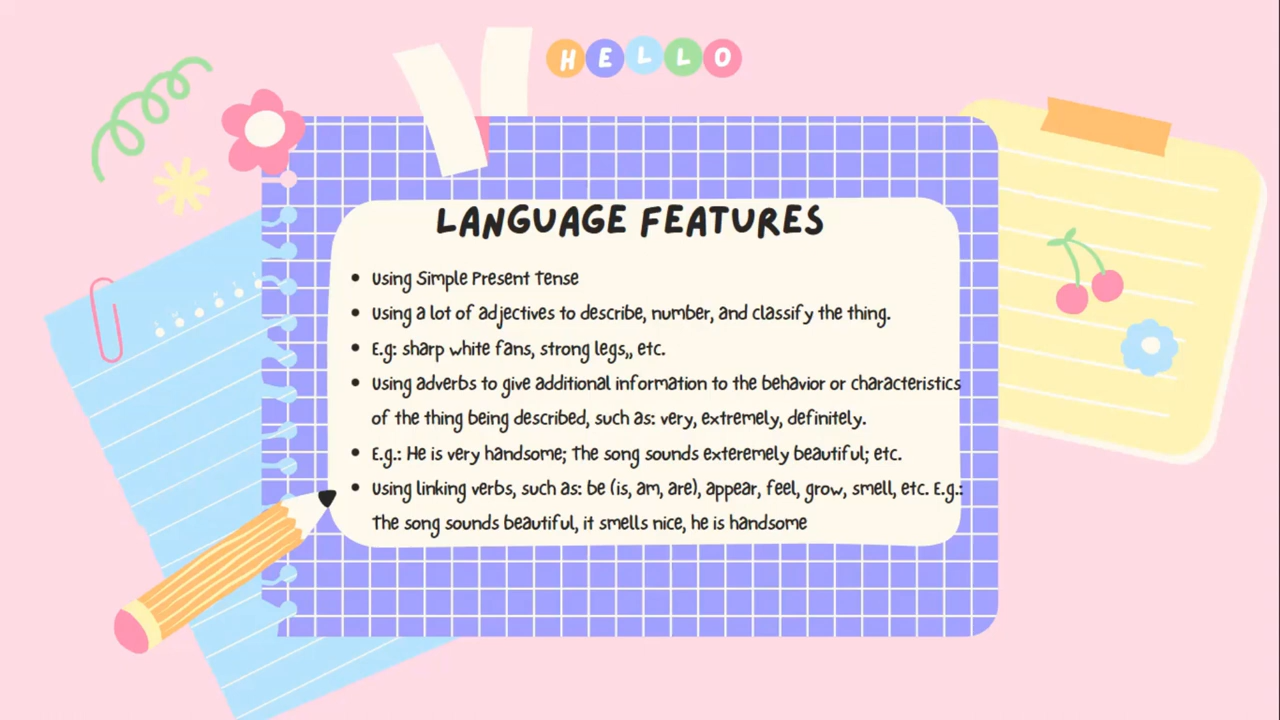 HELLO
LANGUAGE FEATURES
• Using Simple Present Tense
• Using a lot of adjectives to describe, number, and classify the thing.
• E.g: sharp white fans, strong legs,, etc.
• Using adverbs to give additional information to the behavior or characteristics
of the thing being described, such as: very, extremely, definitely.
• E.g.: He is very handsome; The song sounds exteremely beautiful; etc.
• Using linking verbs, such as: be (is, am, are), appear, feel, grow, smell, etc. E.g.:
The song sounds beautiful, it smells nice, he is handsome